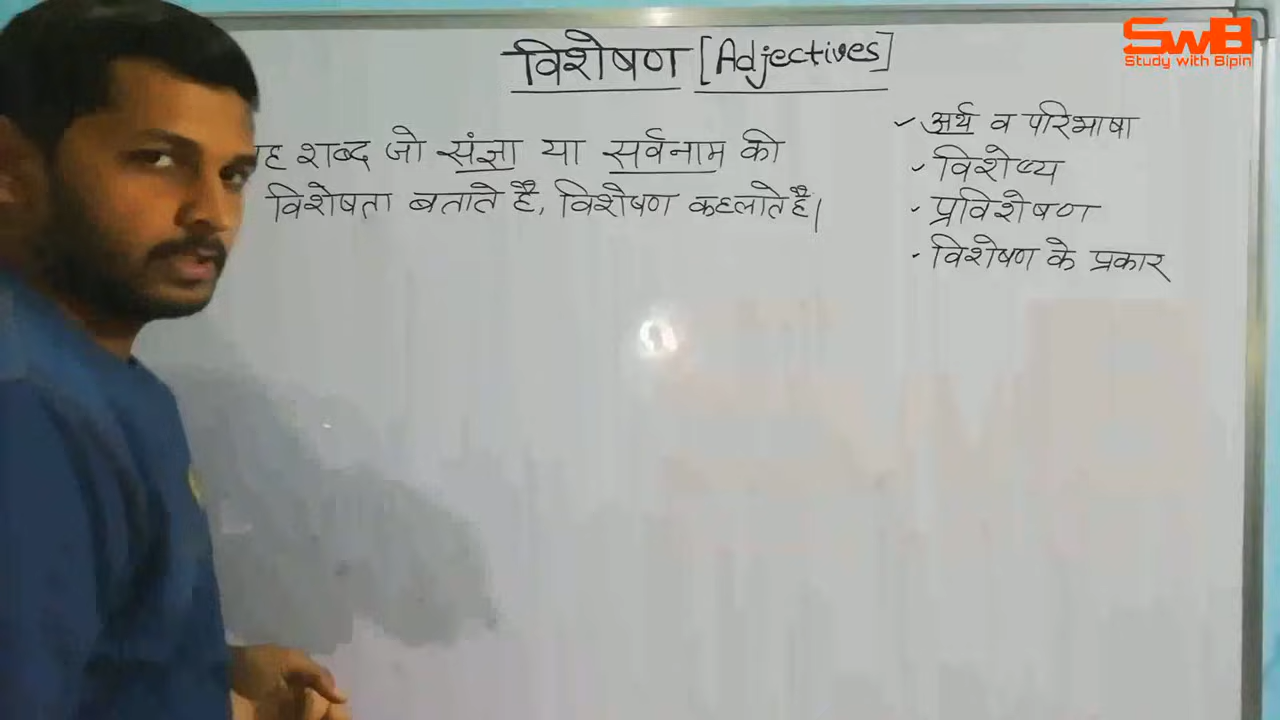 विशेषण [Adjectives]
SWB
Study with Bipin
ह शब्द जो संज्ञा या सर्वनाम की
विशेषता बताते है, विशेषण कहलाते है।
अर्थ व परिभाषा
विशेष्य
प्रविशेषण
विशेषण के प्रकार